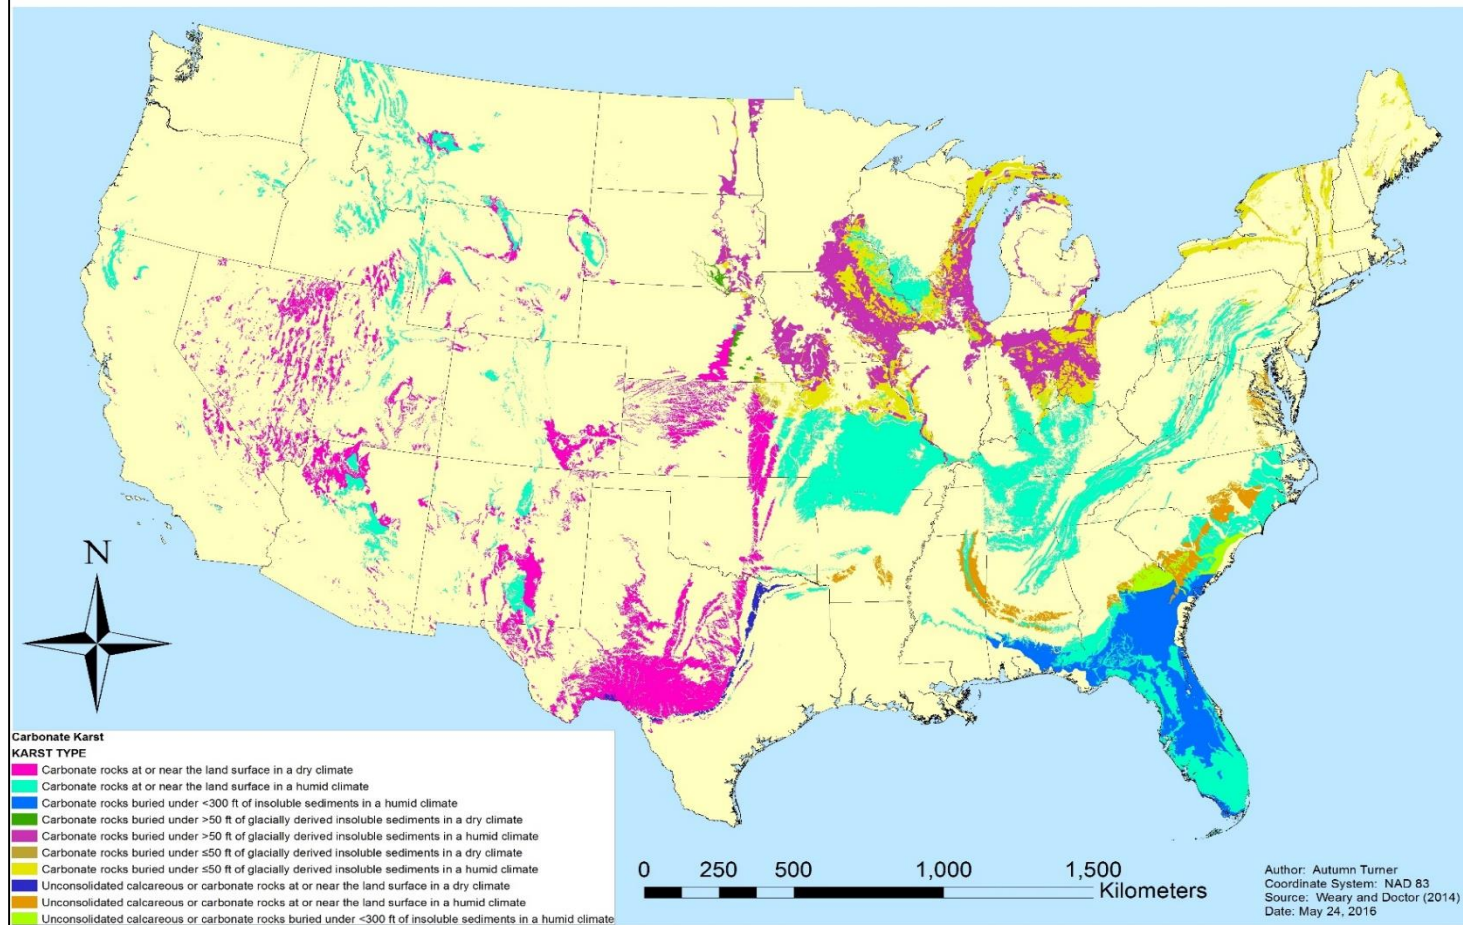 N
Carbonate Karst
KARST TYPE
Carbonate rocks at or near the land surface in a dry climate
Carbonate rocks at or near the land surface in a humid climate
Carbonate rocks buried under <300 ft of insoluble sediments in a humid climate
Carbonate rocks buried under >50 ft of glacially derived insoluble sediments in a dry climate
Carbonate rocks buried under >50 ft of glacially derived insoluble sediments in a humid climate
Carbonate rocks buried under ≤50 ft of glacially derived insoluble sediments in a dry climate
Carbonate rocks buried under ≤50 ft of glacially derived insoluble sediments in a humid climate
Unconsolidated calcareous or carbonate rocks at or near the land surface in a dry climate
Unconsolidated calcareous or carbonate rocks at or near the land surface in a humid climate
Unconsolidated calcareous or carbonate rocks buried under <300 ft of insoluble sediments in a humid climate
0 250 500 1,000 1,500
Kilometers
Author: Autumn Turner
Coordinate System: NAD 83
Source: Weary and Doctor (2014)
Date: May 24, 2016